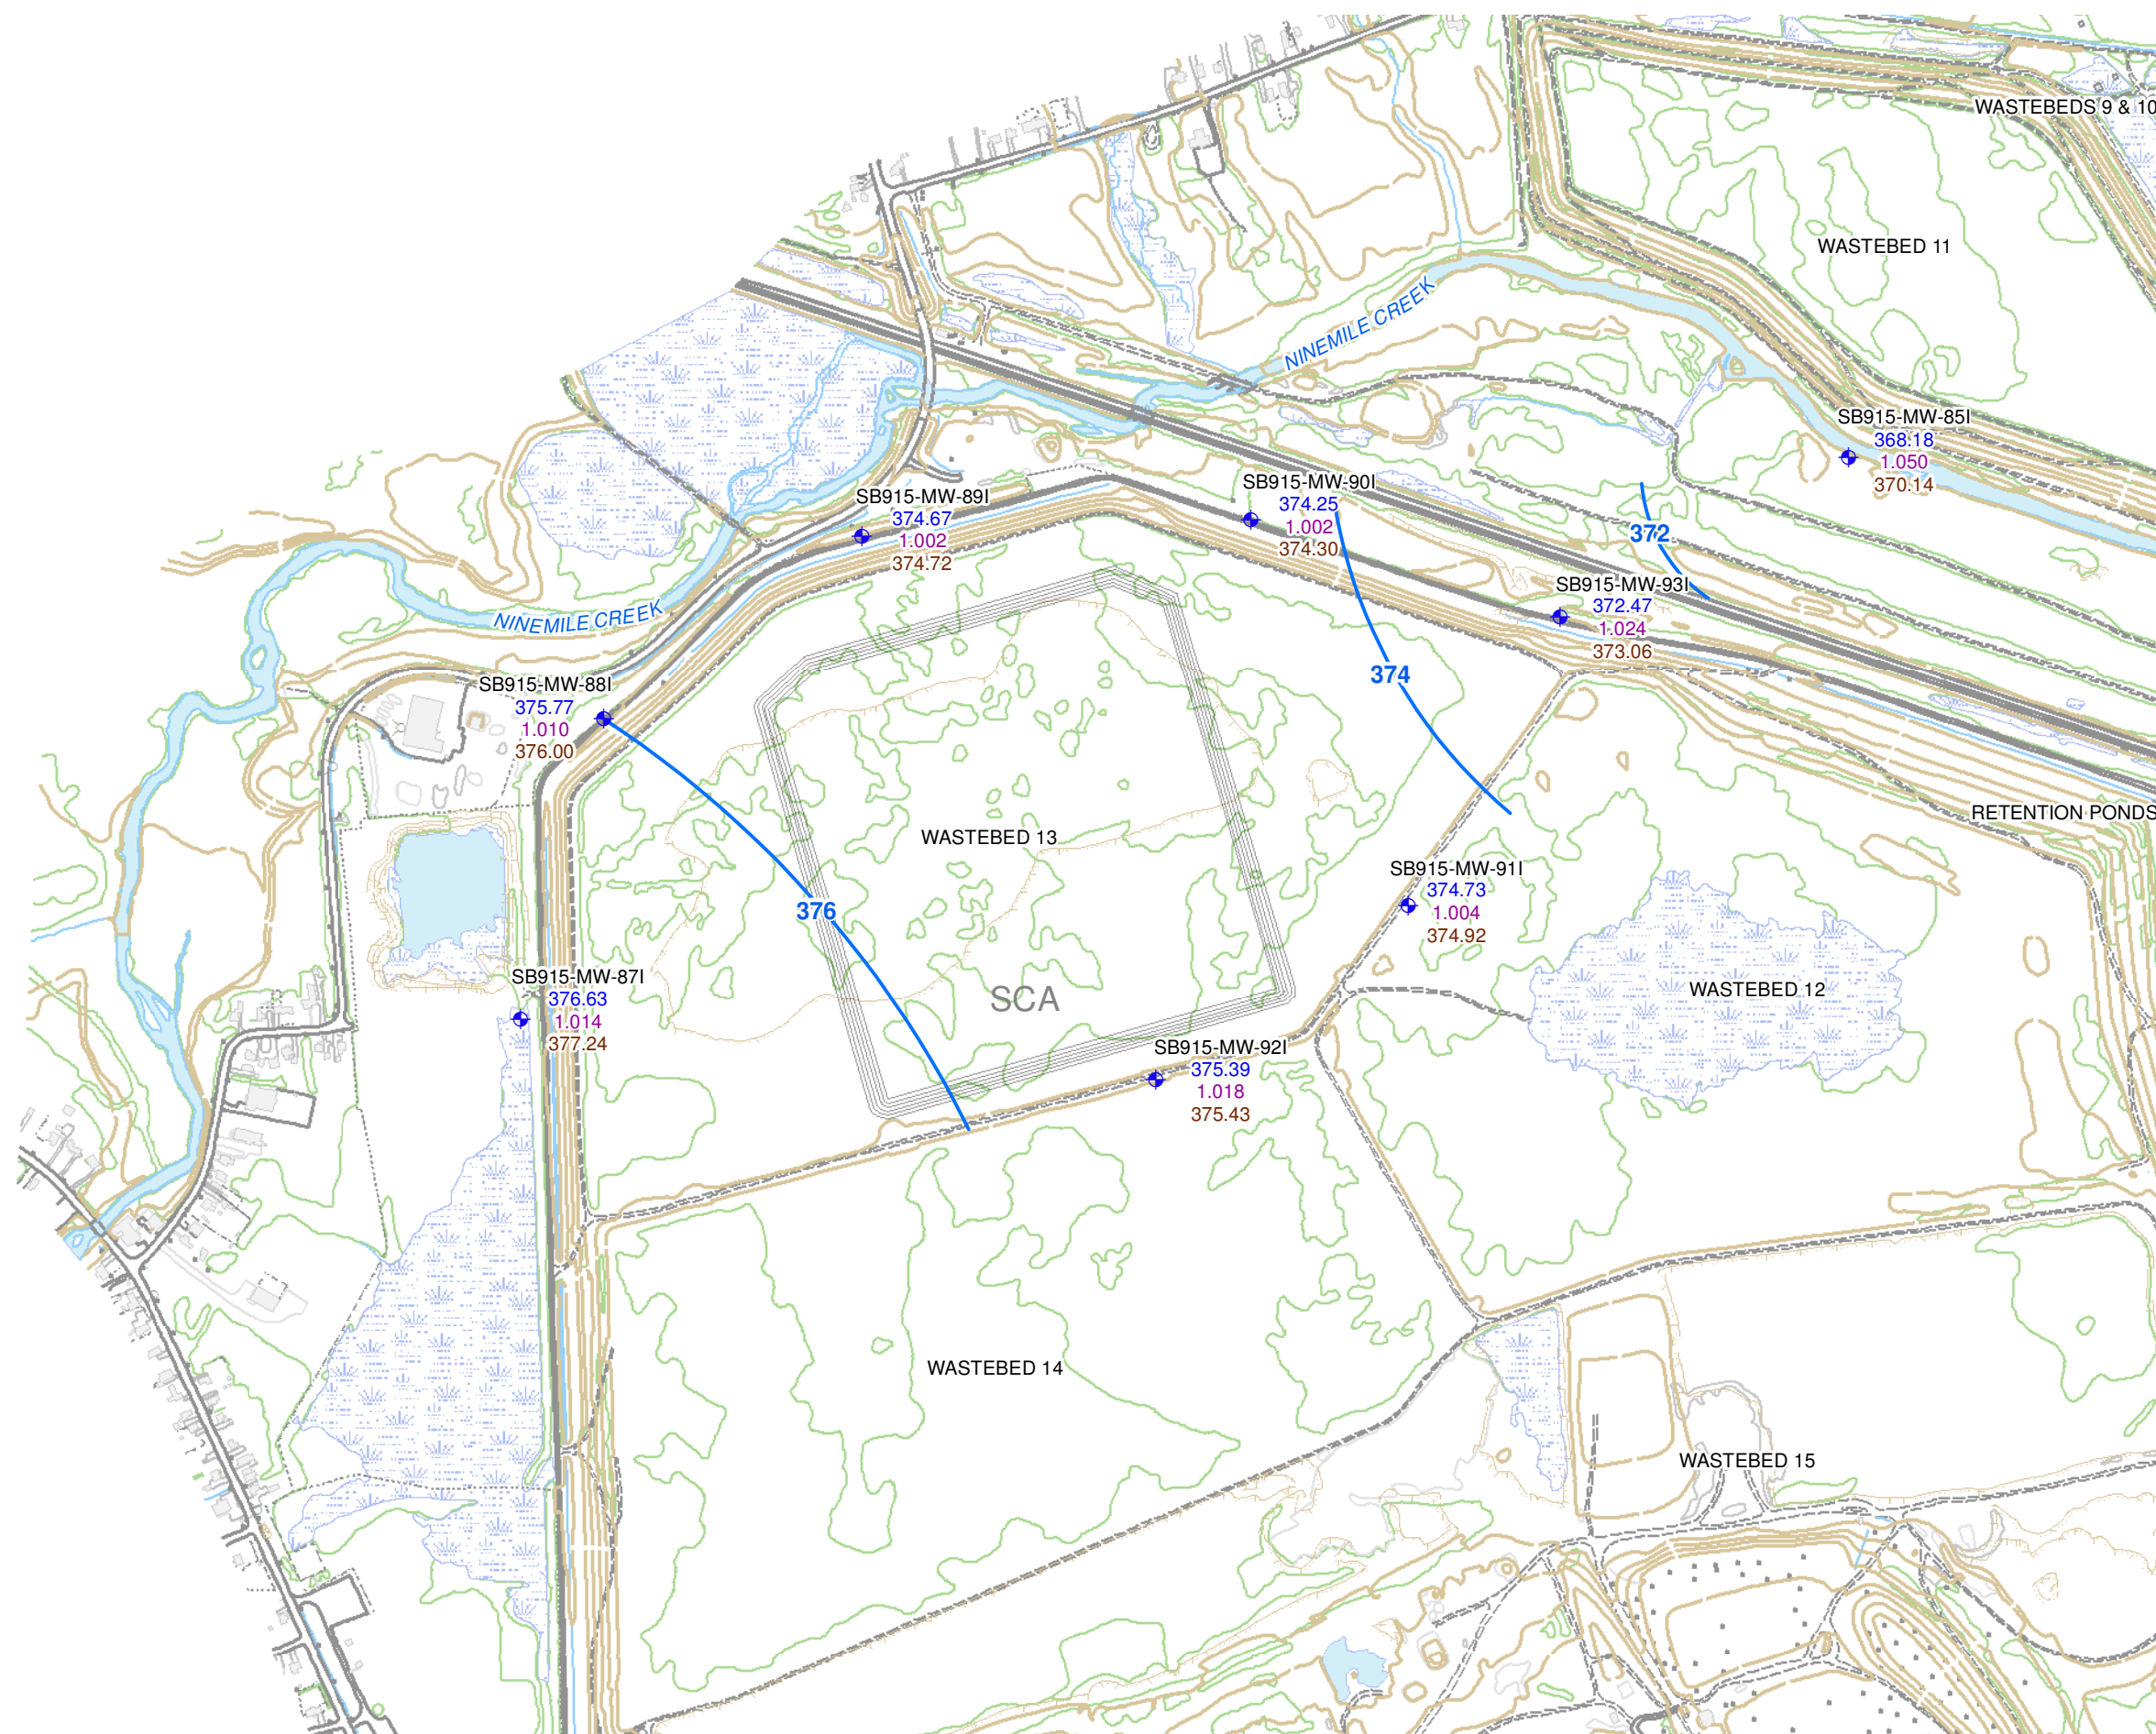 WASTEBEDS 9 & 10
WASTEBED 11
NINEMILE CREEK
SB915-MW-85I
368.18
1.050
370.14
SB915-MW-90I
374.25
1.002
374.30
SB915-MW-89I
374.67
1.002
374.72
372
SB915-MW-93I
372.47
1.024
373.06
NINEMILE CREEK
374
SB915-MW-88I
375.77
1.010
376.00
RETENTION PONDS
WASTEBED 13
SB915-MW-91I
374.73
1.004
374.92
376
SB915-MW-87I
376.63
1.014
377.24
WASTEBED 12
SCA
SB915-MW-92I
375.39
1.018
375.43
WASTEBED 14
WASTEBED 15